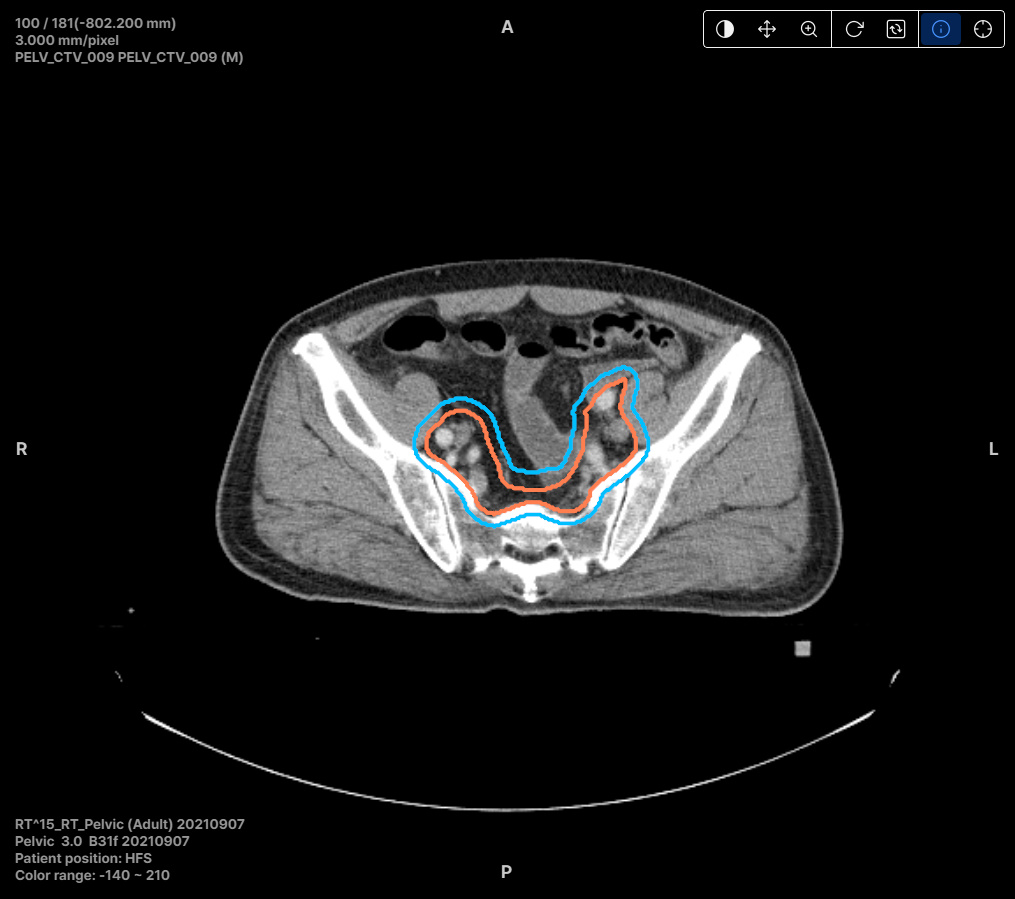 100 / 181(-802.200 mm)
3.000 mm/pixel
PELV_CTV_009 PELV_CTV_009 (M)
A
R
L
RT^15_RT_Pelvic (Adult) 20210907
Pelvic  3.0  B31f 20210907
Patient position: HFS
Color range: -140 ~ 210
P